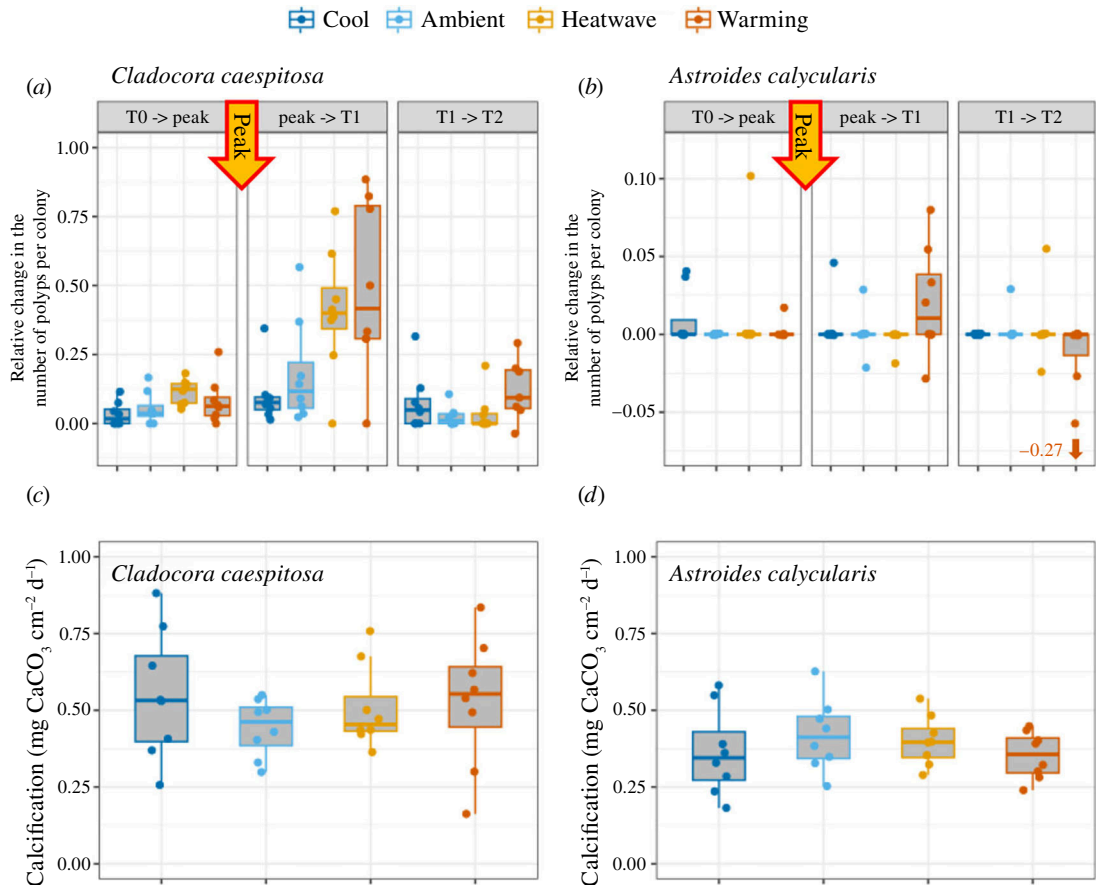 Cool Ambient Heatwave Warming
(a) Cladocora caespitosa
T0 -> peak Peak peak -> T1 T1 -> T2
Relative change in the
number of polyps per colony
1.00
0.75
0.50
0.25
0.00
(b) Astroides calycularis
T0 -> peak Peak peak -> T1 T1 -> T2
Relative change in the
number of polyps per colony
0.10
0.05
0.00
−0.05
−0.27
(c)
Cladocora caespitosa
Calcification (mg CaCO₃ cm⁻² d⁻¹)
1.00
0.75
0.50
0.25
0.00
(d)
Astroides calycularis
Calcification (mg CaCO₃ cm⁻² d⁻¹)
1.00
0.75
0.50
0.25
0.00